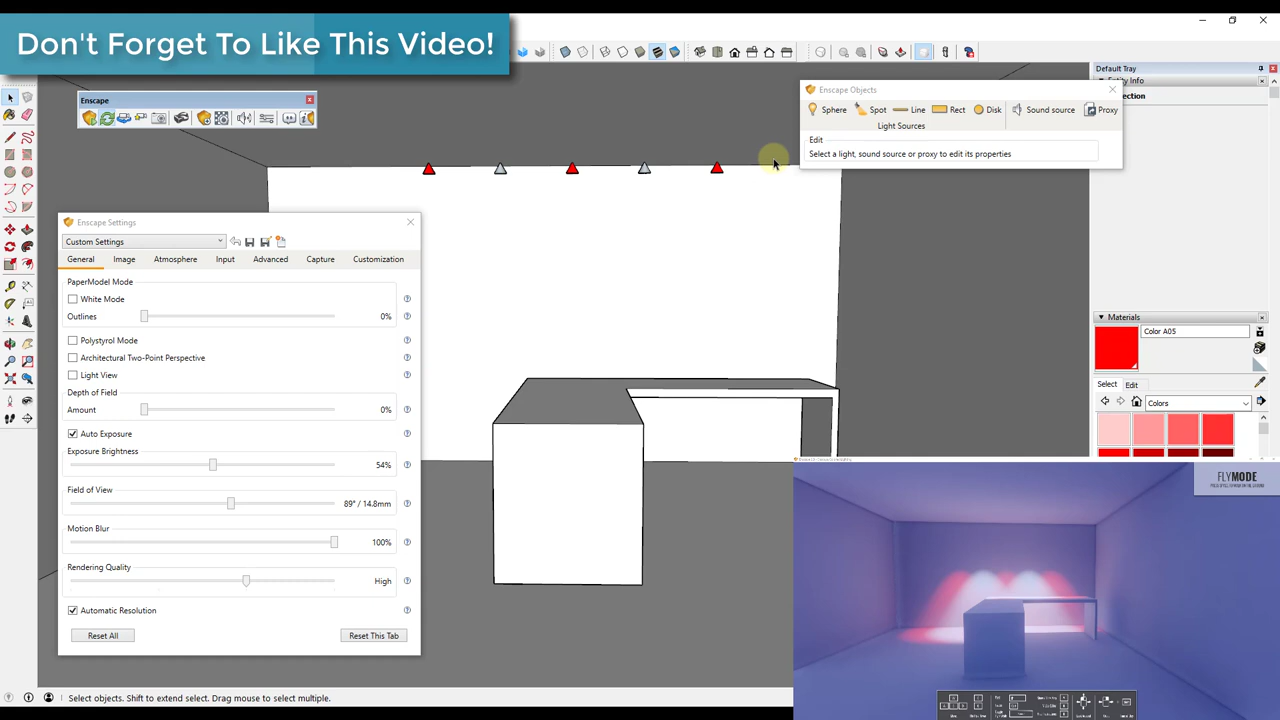 Don't Forget To Like This Video!
Enscape
Default Tray
Entity Info
Enscape Objects
Sphere Spot Line Rect Disk Sound source Proxy
Light Sources
Edit
Select a light, sound source or proxy to edit its properties
Enscape Settings
Custom Settings
General Image Atmosphere Input Advanced Capture Customization
PaperModel Mode
White Mode
Outlines 0%
Polystyrol Mode
Architectural Two-Point Perspective
Light View
Depth of Field
Amount 0%
Auto Exposure
Exposure Brightness
54%
Field of View
89° / 14.8mm
Motion Blur
100%
Rendering Quality
High
Automatic Resolution
Reset All Reset This Tab
Materials
Color A05
Select Edit
Colors
FLYMODE
Select objects. Shift to extend select. Drag mouse to select multiple.